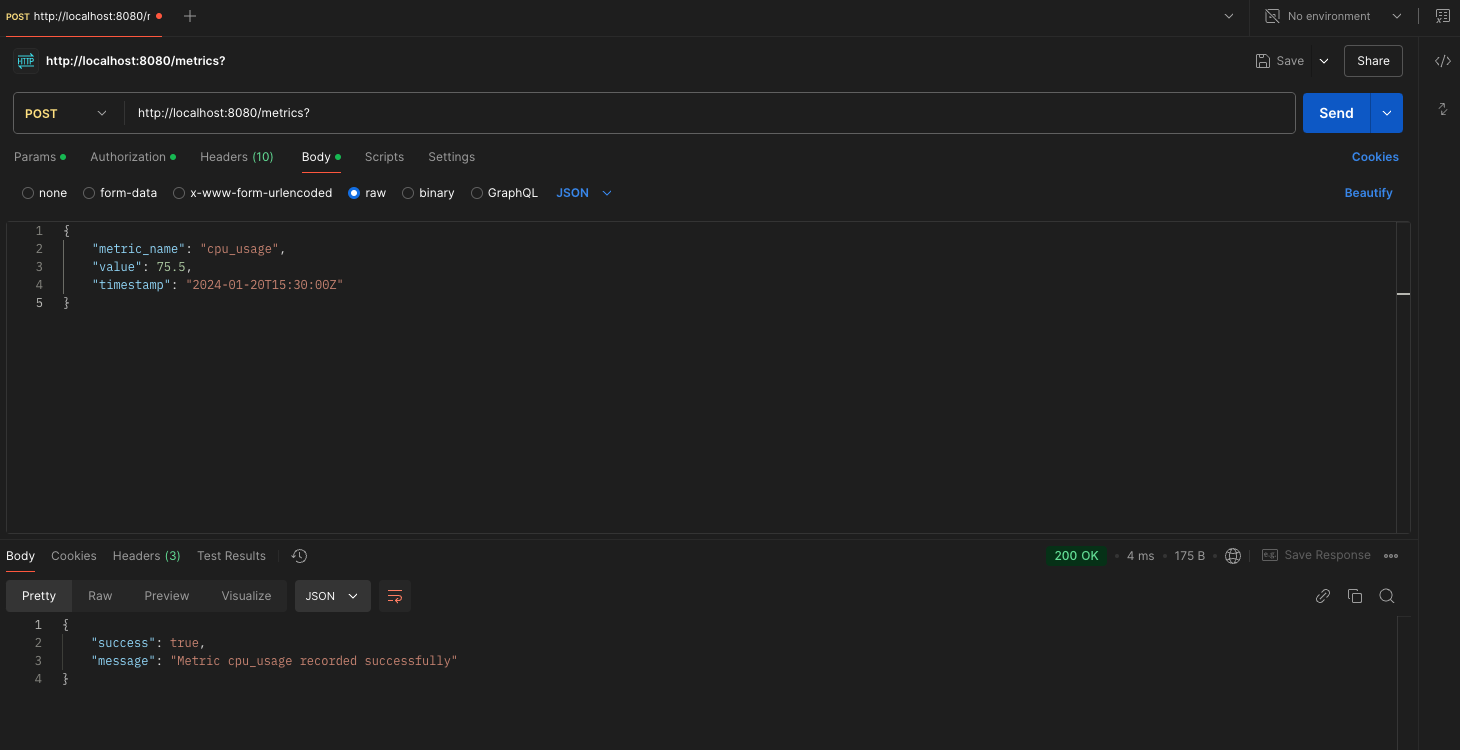 POST http://localhost:8080/r
No environment
HTTP http://localhost:8080/metrics?
Save Share
POST http://localhost:8080/metrics? Send
Params Authorization Headers (10) Body Scripts Settings Cookies
none form-data x-www-form-urlencoded raw binary GraphQL JSON Beautify
1 {
2 "metric_name": "cpu_usage",
3 "value": 75.5,
4 "timestamp": "2024-01-20T15:30:00Z"
5 }
Body Cookies Headers (3) Test Results 200 OK 4 ms 175 B e.g. Save Response
Pretty Raw Preview Visualize JSON
1 {
2 "success": true,
3 "message": "Metric cpu_usage recorded successfully"
4 }